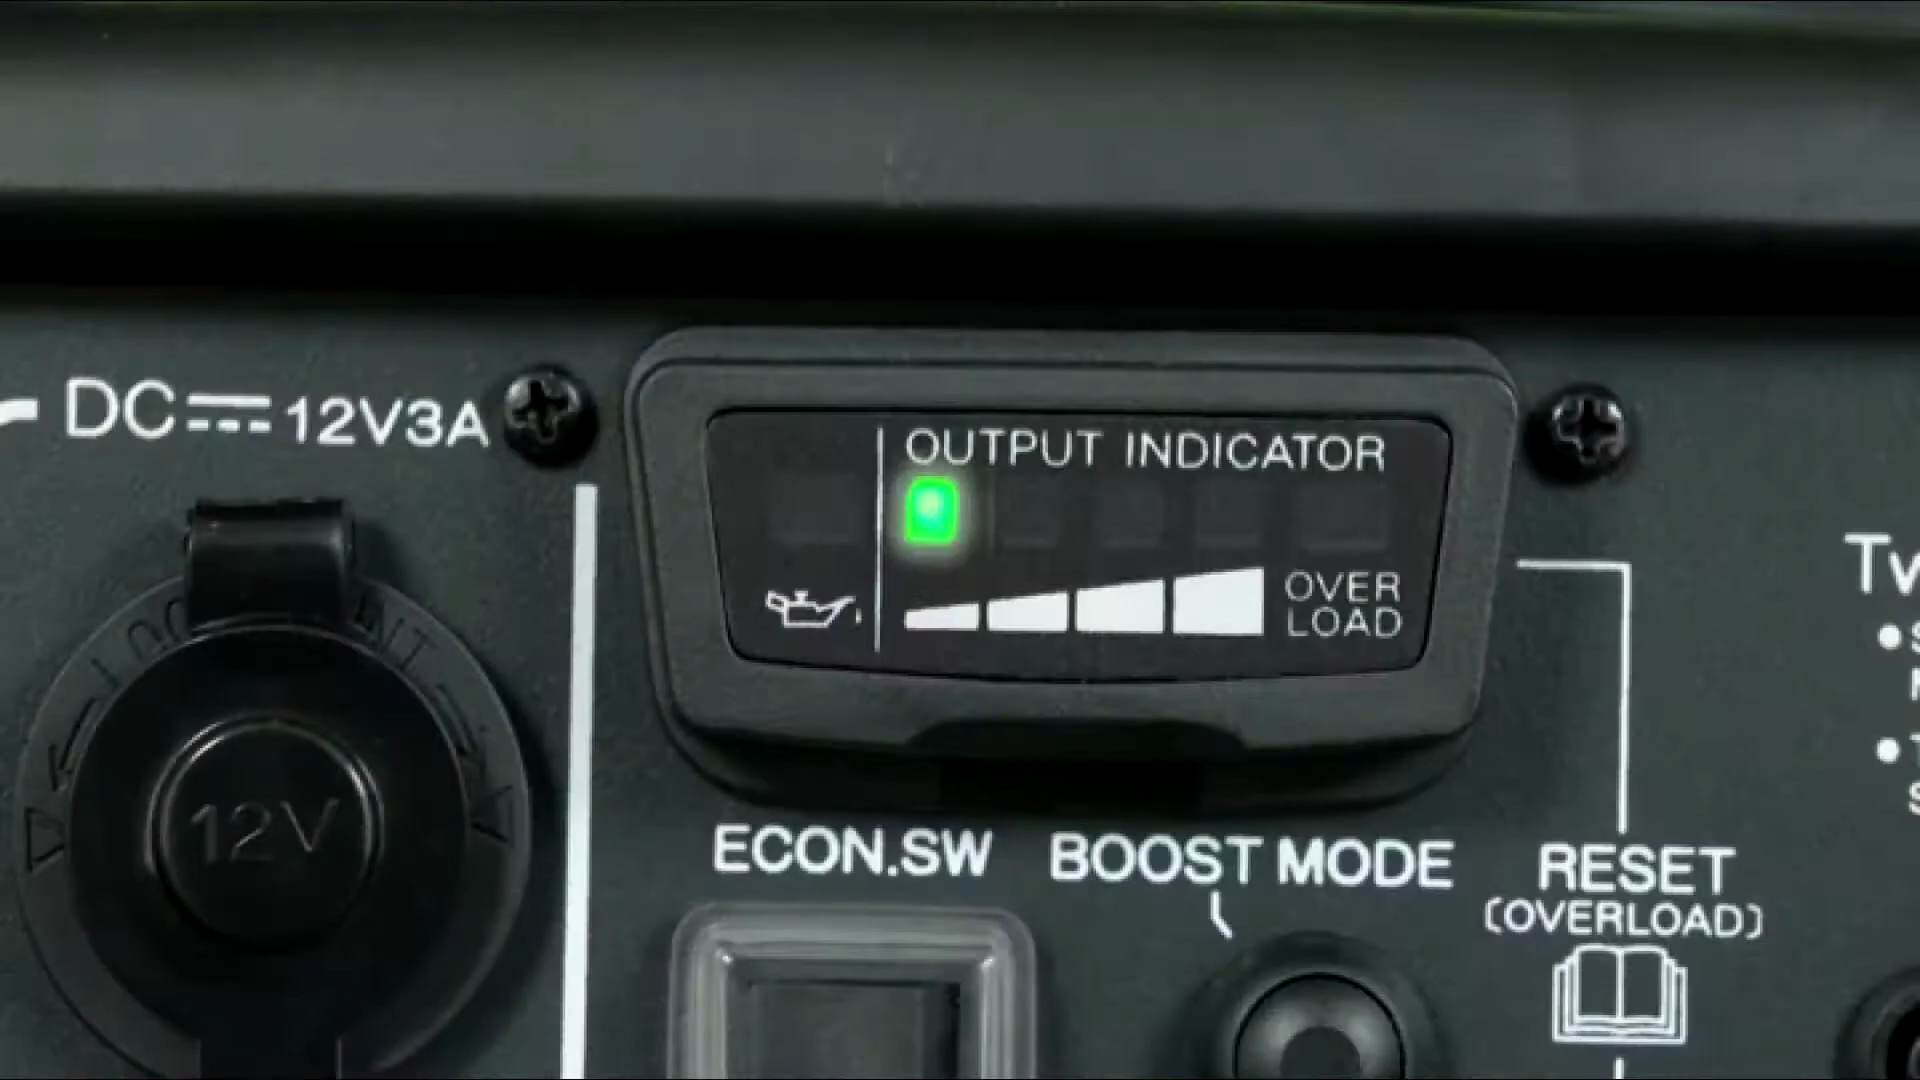 DC 12V3A
OUTPUT INDICATOR
OVER
LOAD
12V
ECON.SW
BOOST MODE
RESET
(OVERLOAD)